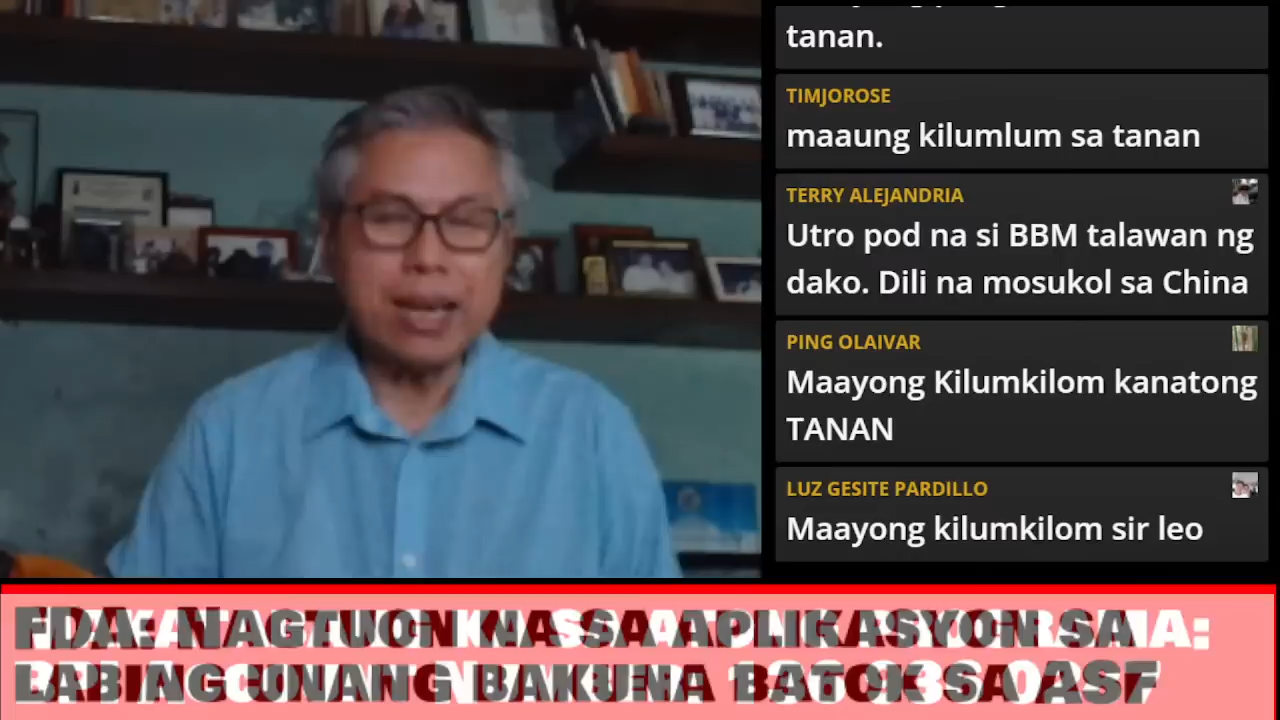 tanan.
TIMJOROSE
maaung kilumlum sa tanan
TERRY ALEJANDRIA
Utro pod na si BBM talawan ng
dako. Dili na mosukol sa China
PING OLAIVAR
Maayong Kilumkilom kanatong
TANAN
LUZ GESITE PARDILLO
Maayong kilumkilom sir leo
FDA: NAGTUON NA SA APLIKASYON SA
LABING UNANG BAKUNA BATOK SA ASF